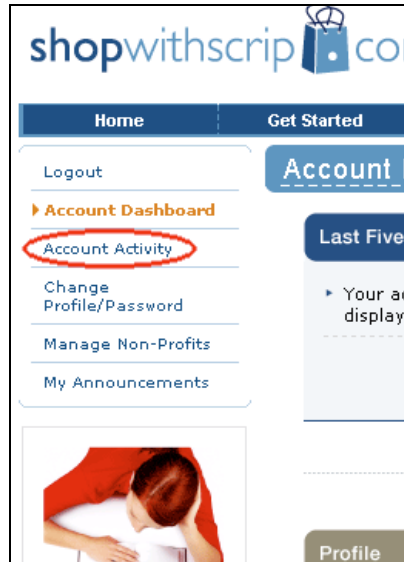 shopwithscrip
Home Get Started
Logout
Account
Account Dashboard
Account Activity
Last Five
Change
Profile/Password
Your
display
Manage Non-Profits
My Announcements
Profile